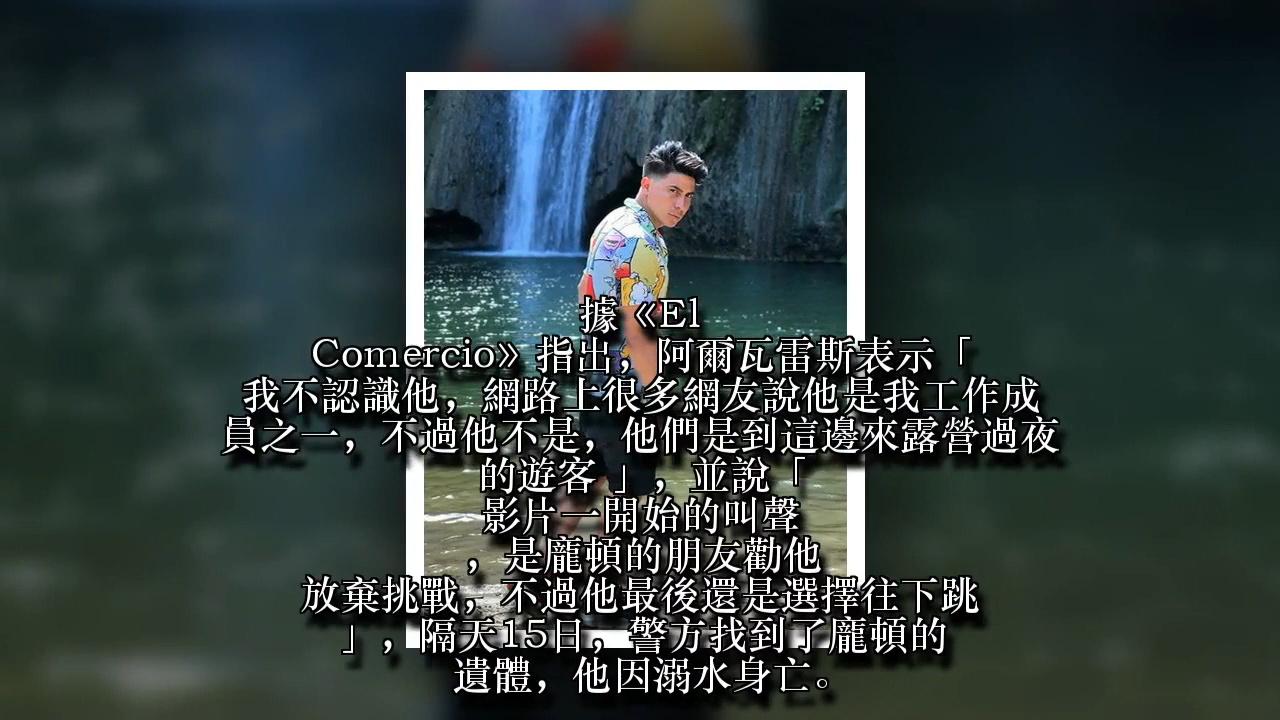 據《El
Comercio》指出，阿爾瓦雷斯表示「
我不認識他，網路上很多網友說他是我工作成
員之一，不過他不是，他們是到這邊來露營過夜
的遊客 」，並說「
影片一開始的叫聲
，是龐頓的朋友勸他
放棄挑戰，不過他最後還是選擇往下跳
」，隔天15日，警方找到了龐頓的
遺體，他因溺水身亡。